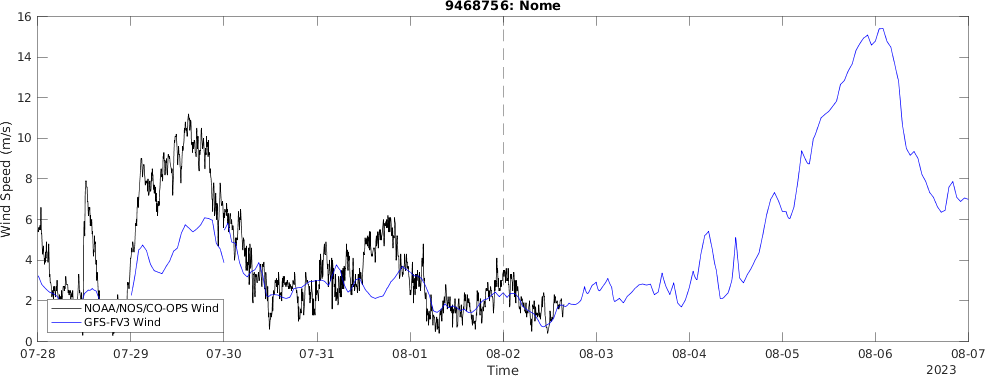 9468756: Nome
Wind Speed (m/s)
16
14
12
10
8
6
4
2
0
NOAA/NOS/CO-OPS Wind
GFS-FV3 Wind
07-28 07-29 07-30 07-31 08-01 08-02 08-03 08-04 08-05 08-06 08-07
Time
2023